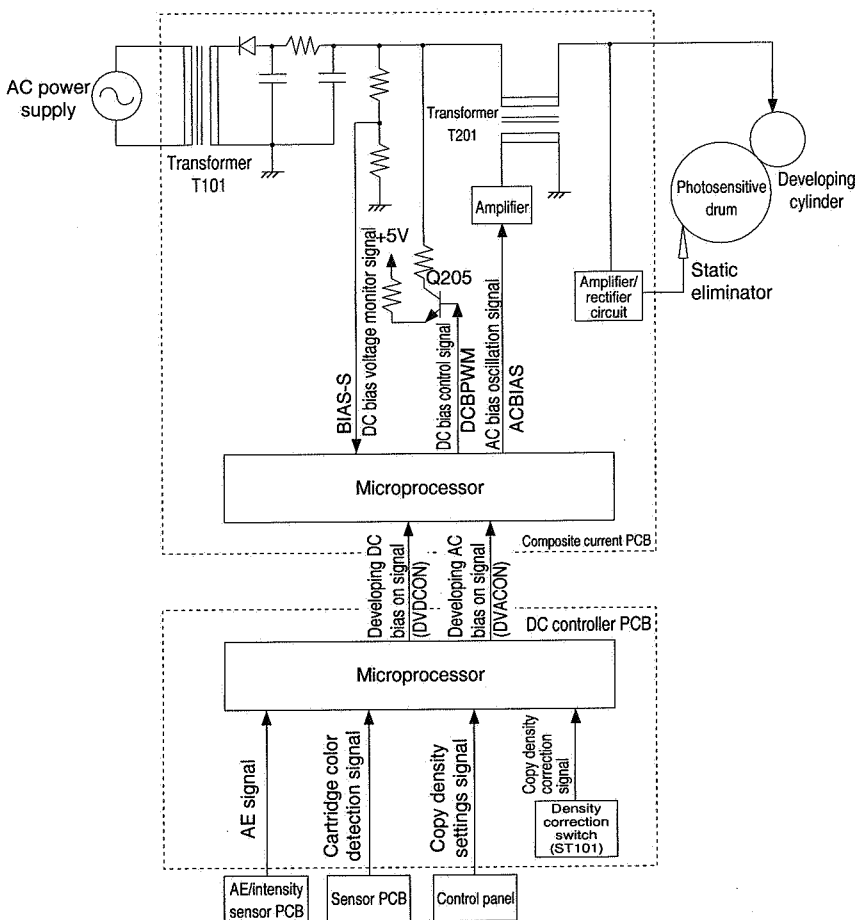 AC power
supply
Transformer
T101
Transformer
T201
Amplifier
Photosensitive
drum
Developing
cylinder
Static
eliminator
Amplifier/
rectifier
circuit
+5V
Q205
BIAS-S
DC bias voltage monitor signal
DC bias control signal
DCBPWM
AC bias oscillation signal
ACBIAS
Microprocessor
Composite current PCB
Developing DC
bias on signal
(DVDCON)
Developing AC
bias on signal
(DVACON)
DC controller PCB
Microprocessor
AE signal
Cartridge color
detection signal
Copy density
settings signal
Copy density
correction
signal
Density
correction
switch
(ST101)
AE/intensity
sensor PCB
Sensor PCB
Control panel